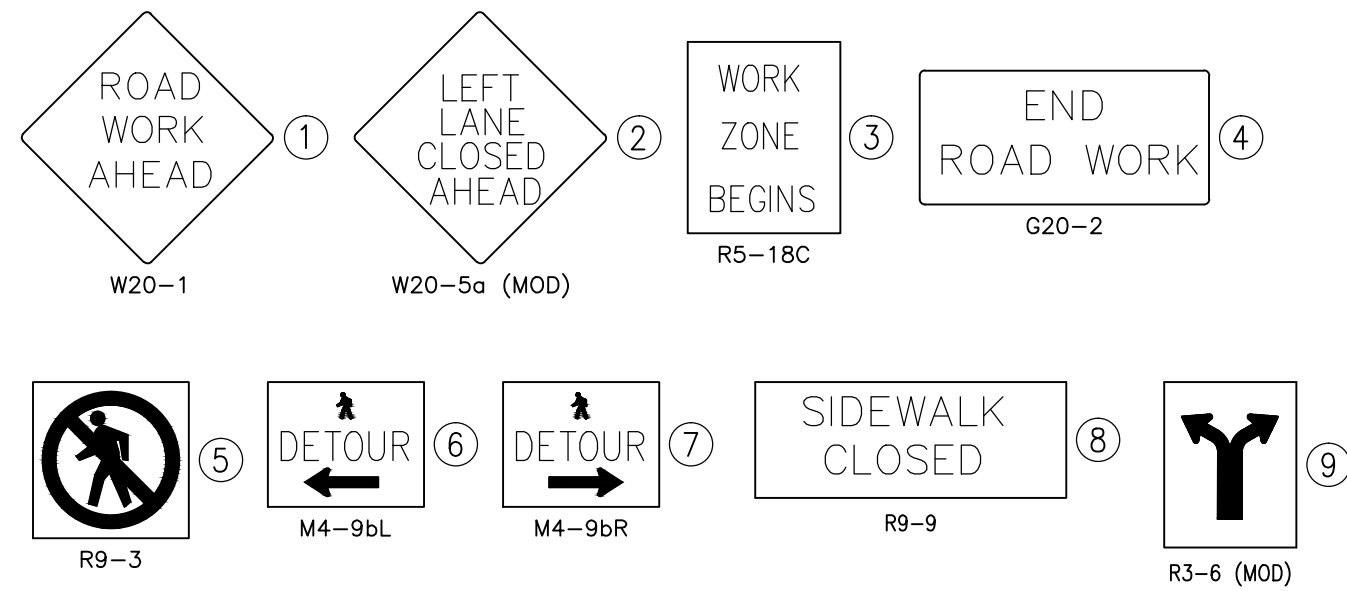 ROAD
WORK
AHEAD
1
W20-1
LEFT
LANE
CLOSED
AHEAD
2
W20-5a (MOD)
WORK
ZONE
BEGINS
3
R5-18C
END
ROAD WORK
4
G20-2
5
R9-3
DETOUR
6
M4-9bL
DETOUR
7
M4-9bR
SIDEWALK
CLOSED
8
R9-9
9
R3-6 (MOD)